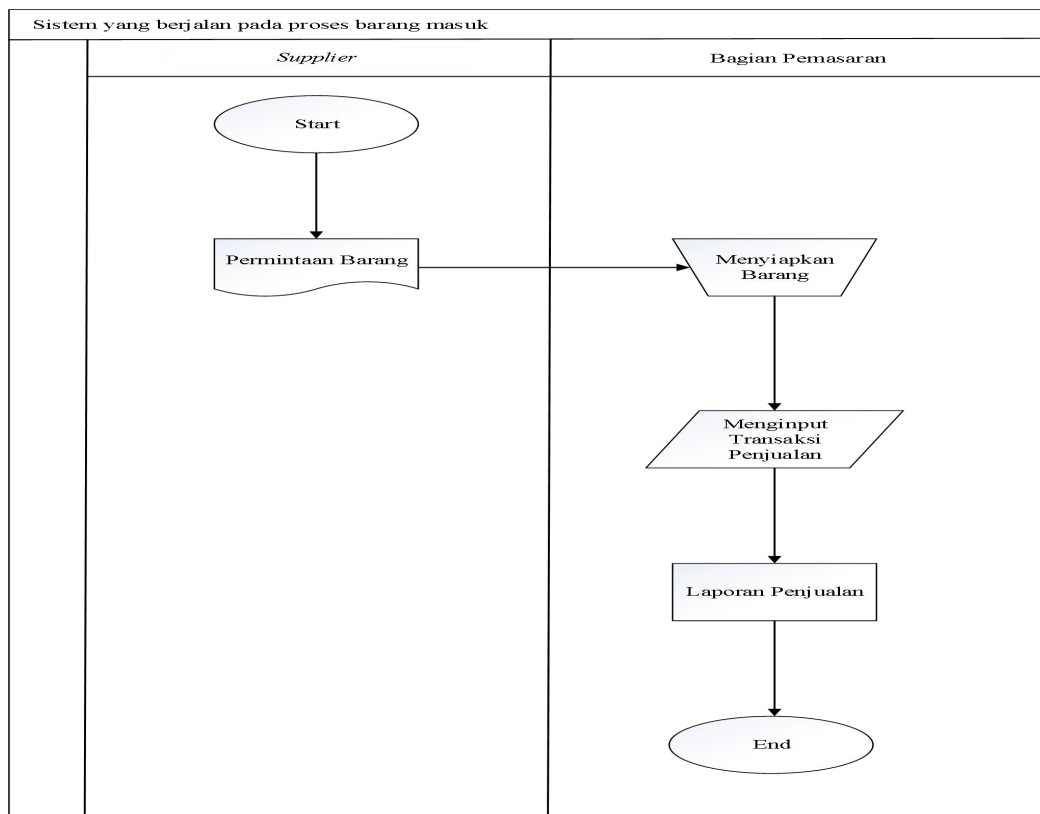 Sistem yang berjalan pada proses barang masuk
Supplier
Bagian Pemasaran
Start
Permintaan Barang
Menyiapkan
Barang
Menginput
Transaksi
Penjualan
Laporan Penjualan
End